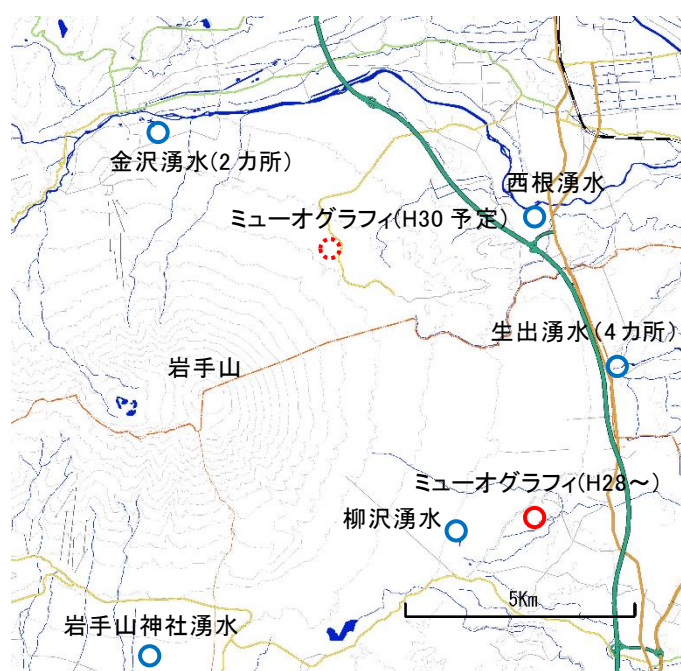 金沢湧水(2カ所)
西根湧水
ミューオグラフィ(H30 予定)
生出湧水(4カ所)
岩手山
ミューオグラフィ(H28～)
柳沢湧水
5Km
岩手山神社湧水